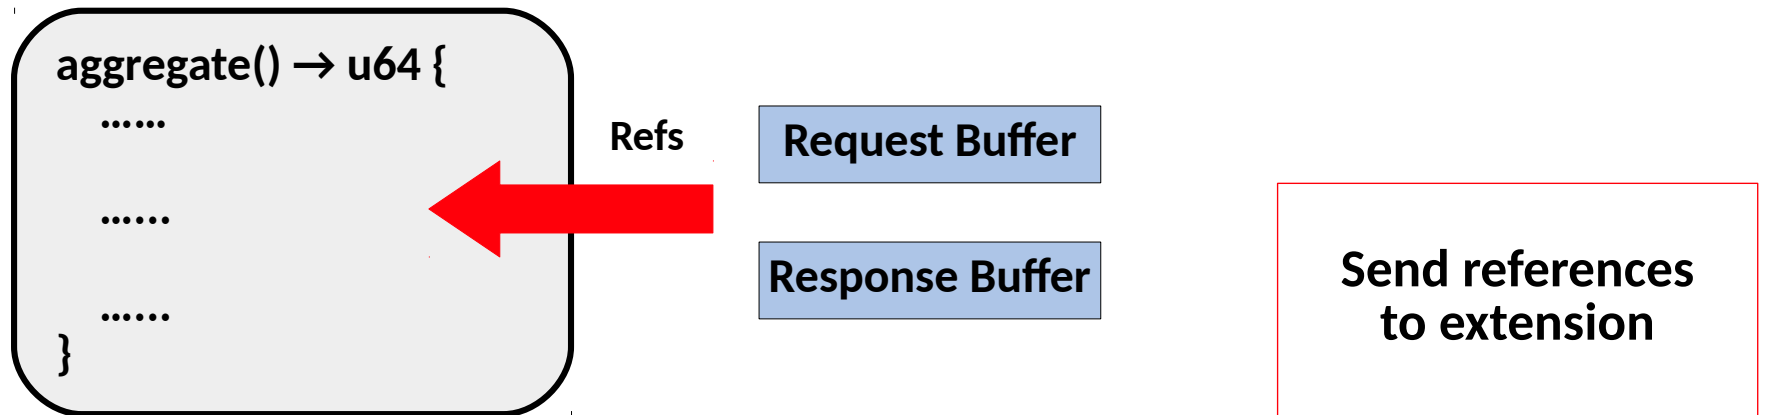 aggregate() → u64 {
……
…...
…...
}
Refs
Request Buffer
Response Buffer
Send references
to extension